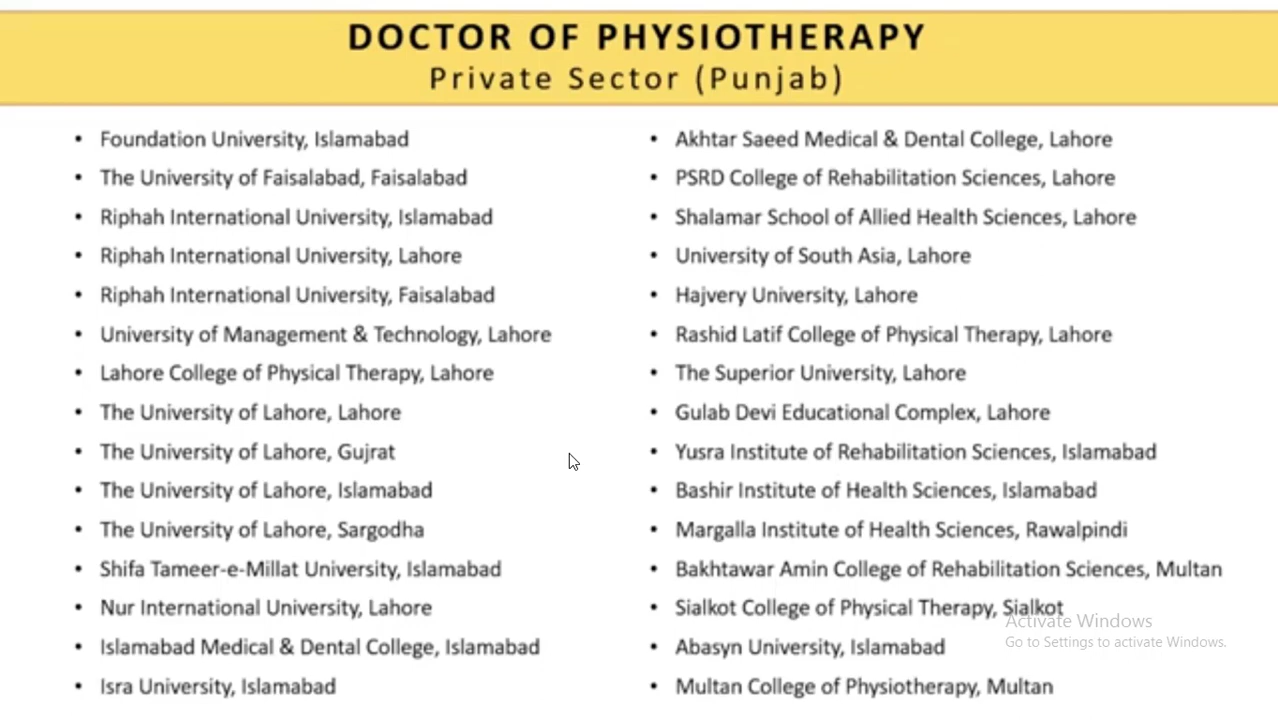 DOCTOR OF PHYSIOTHERAPY
Private Sector (Punjab)
• Foundation University, Islamabad
• The University of Faisalabad, Faisalabad
• Riphah International University, Islamabad
• Riphah International University, Lahore
• Riphah International University, Faisalabad
• University of Management & Technology, Lahore
• Lahore College of Physical Therapy, Lahore
• The University of Lahore, Lahore
• The University of Lahore, Gujrat
• The University of Lahore, Islamabad
• The University of Lahore, Sargodha
• Shifa Tameer-e-Millat University, Islamabad
• Nur International University, Lahore
• Islamabad Medical & Dental College, Islamabad
• Isra University, Islamabad
• Akhtar Saeed Medical & Dental College, Lahore
• PSRD College of Rehabilitation Sciences, Lahore
• Shalamar School of Allied Health Sciences, Lahore
• University of South Asia, Lahore
• Hajvery University, Lahore
• Rashid Latif College of Physical Therapy, Lahore
• The Superior University, Lahore
• Gulab Devi Educational Complex, Lahore
• Yusra Institute of Rehabilitation Sciences, Islamabad
• Bashir Institute of Health Sciences, Islamabad
• Margalla Institute of Health Sciences, Rawalpindi
• Bakhtawar Amin College of Rehabilitation Sciences, Multan
• Sialkot College of Physical Therapy, Sialkot
• Abasyn University, Islamabad
• Multan College of Physiotherapy, Multan
Activate Windows
Go to Settings to activate Windows.